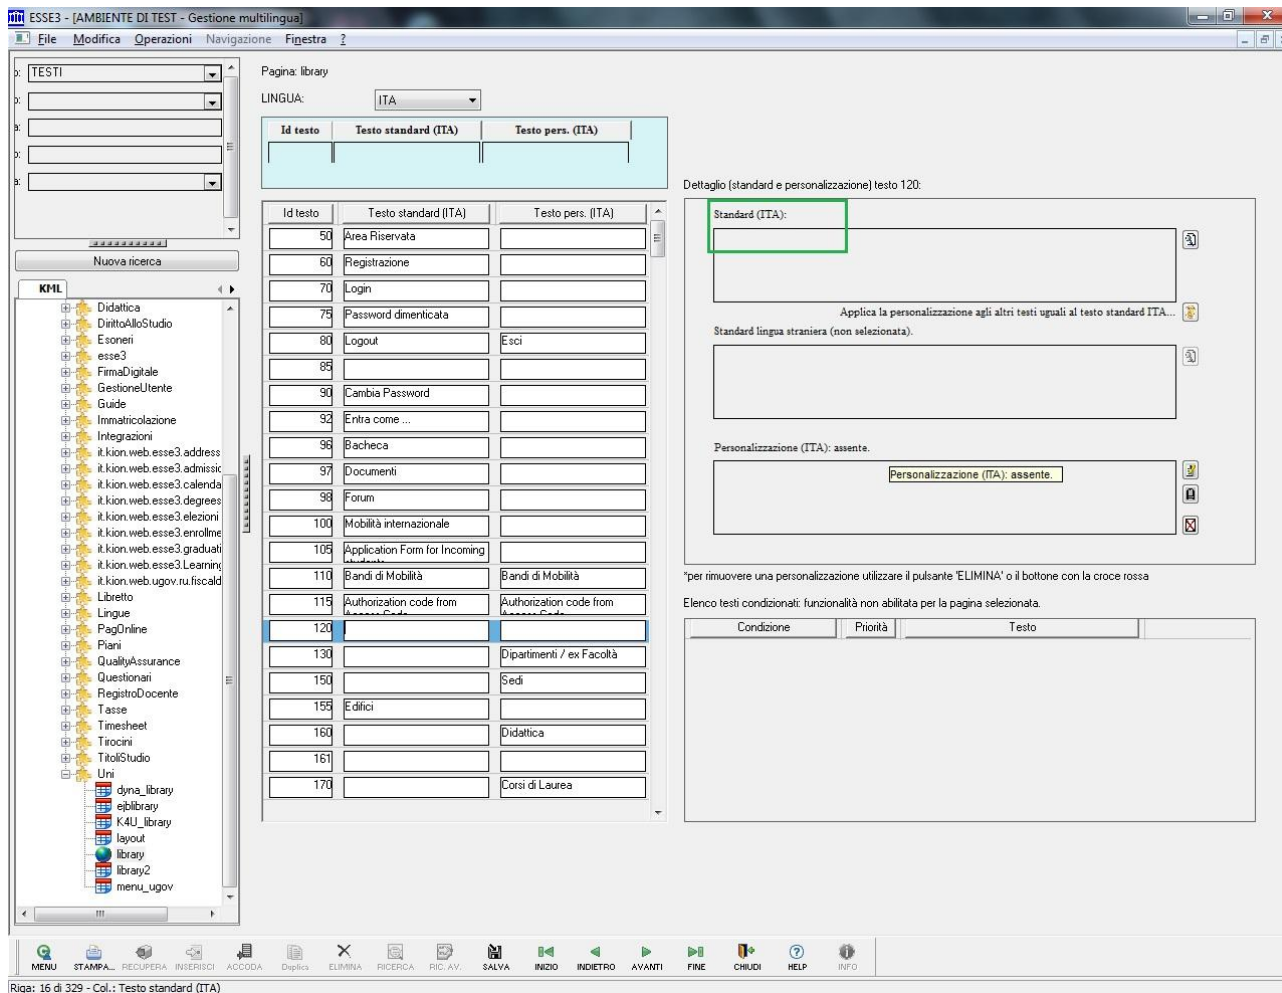 ESSE3 - [AMBIENTE DI TEST - Gestione multilingua]
File Modifica Operazioni Navigazione Finestra ?
TESTI
Nuova ricerca
KML
Didattica
DirittoAlloStudio
Esoneri
esse3
FirmaDigitale
GestioneUtente
Guide
Immatricolazione
Integrazioni
it.kion.web.esse3.address
it.kion.web.esse3.admissic
it.kion.web.esse3.calenda
it.kion.web.esse3.degrees
it.kion.web.esse3.elezioni
it.kion.web.esse3.enrollme
it.kion.web.esse3.graduati
it.kion.web.esse3.Learning
it.kion.web.ugov.ru.fiscald
Libretto
Lingue
PagOnline
Piani
QualityAssurance
Questionari
RegistroDocente
Tasse
Timesheet
Tirocini
TitoliStudio
Uni
dyna_library
ejblibrary
K4U_library
layout
library
library2
menu_ugov
Pagina: library
LINGUA: ITA
Id testo Testo standard (ITA) Testo pers. (ITA)
Id testo Testo standard (ITA) Testo pers. (ITA)
50 Area Riservata
60 Registrazione
70 Login
75 Password dimenticata
80 Logout Esci
85
90 Cambia Password
92 Entra come ...
96 Bacheca
97 Documenti
98 Forum
100 Mobilità internazionale
105 Application Form for Incoming
110 Bandi di Mobilità Bandi di Mobilità
115 Authorization code from Authorization code from
120
130 Dipartimenti / ex Facoltà
150 Sedi
155 Edifici
160 Didattica
161
170 Corsi di Laurea
Dettaglio (standard e personalizzazione) testo 120:
Standard (ITA):
Applica la personalizzazione agli altri testi uguali al testo standard ITA...
Standard lingua straniera (non selezionata).
Personalizzazione (ITA): assente.
Personalizzazione (ITA): assente.
*per rimuovere una personalizzazione utilizzare il pulsante 'ELIMINA' o il bottone con la croce rossa
Elenco testi condizionati: funzionalità non abilitata per la pagina selezionata.
Condizione Priorità Testo
MENU STAMPA... RECUPERA INSERISCI ACCODA Duplica ELIMINA RICERCA RIC. AV. SALVA INIZIO INDIETRO AVANTI FINE CHIUDI HELP INFO
Riga: 16 di 329 - Col.: Testo standard (ITA)